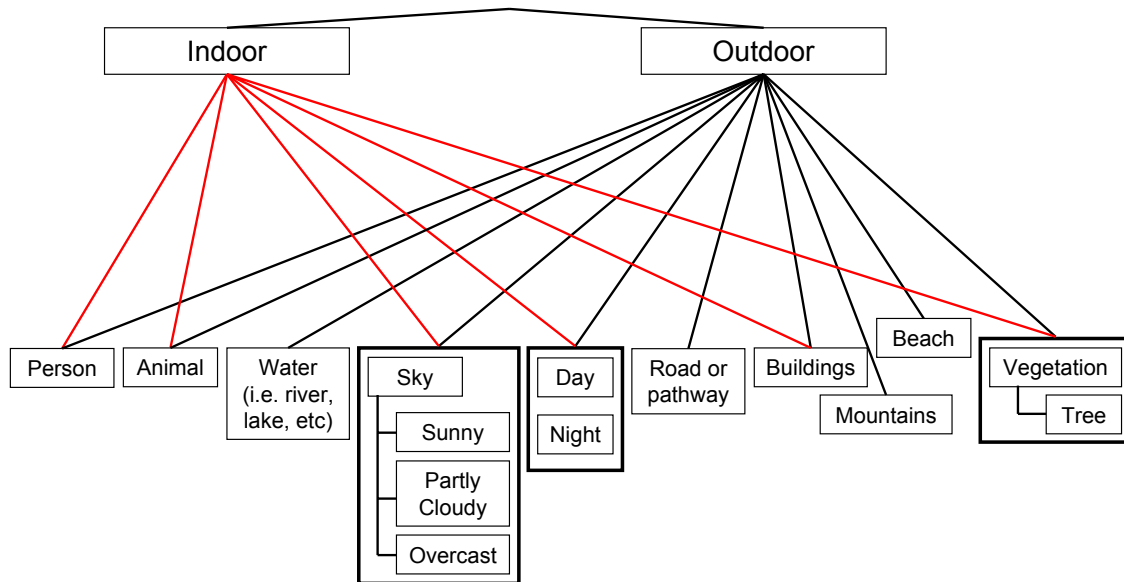 Indoor
Outdoor
Person
Animal
Water
(i.e. river,
lake, etc)
Sky
Sunny
Partly
Cloudy
Overcast
Day
Night
Road or
pathway
Buildings
Mountains
Beach
Vegetation
Tree